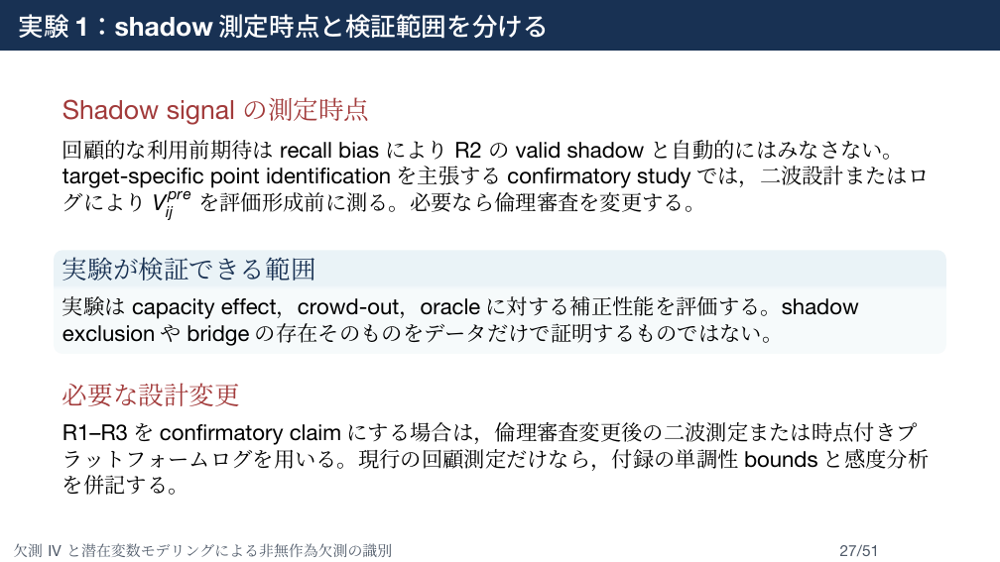 実験 1：shadow 測定時点と検証範囲を分ける
Shadow signal の測定時点
回顧的な利用前期待は recall bias により R2 の valid shadow と自動的にはみなさない。
target-specific point identification を主張する confirmatory study では，二波設計またはロ
グにより V_{ij}^{pre} を評価形成前に測る。必要なら倫理審査を変更する。
実験が検証できる範囲
実験は capacity effect，crowd-out，oracle に対する補正性能を評価する。shadow
exclusion や bridge の存在そのものをデータだけで証明するものではない。
必要な設計変更
R1–R3 を confirmatory claim にする場合は，倫理審査変更後の二波測定または時点付きプ
ラットフォームログを用いる。現行の回顧測定だけなら，付録の単調性 bounds と感度分析
を併記する。
欠測 IV と潜在変数モデリングによる非無作為欠測の識別
27/51